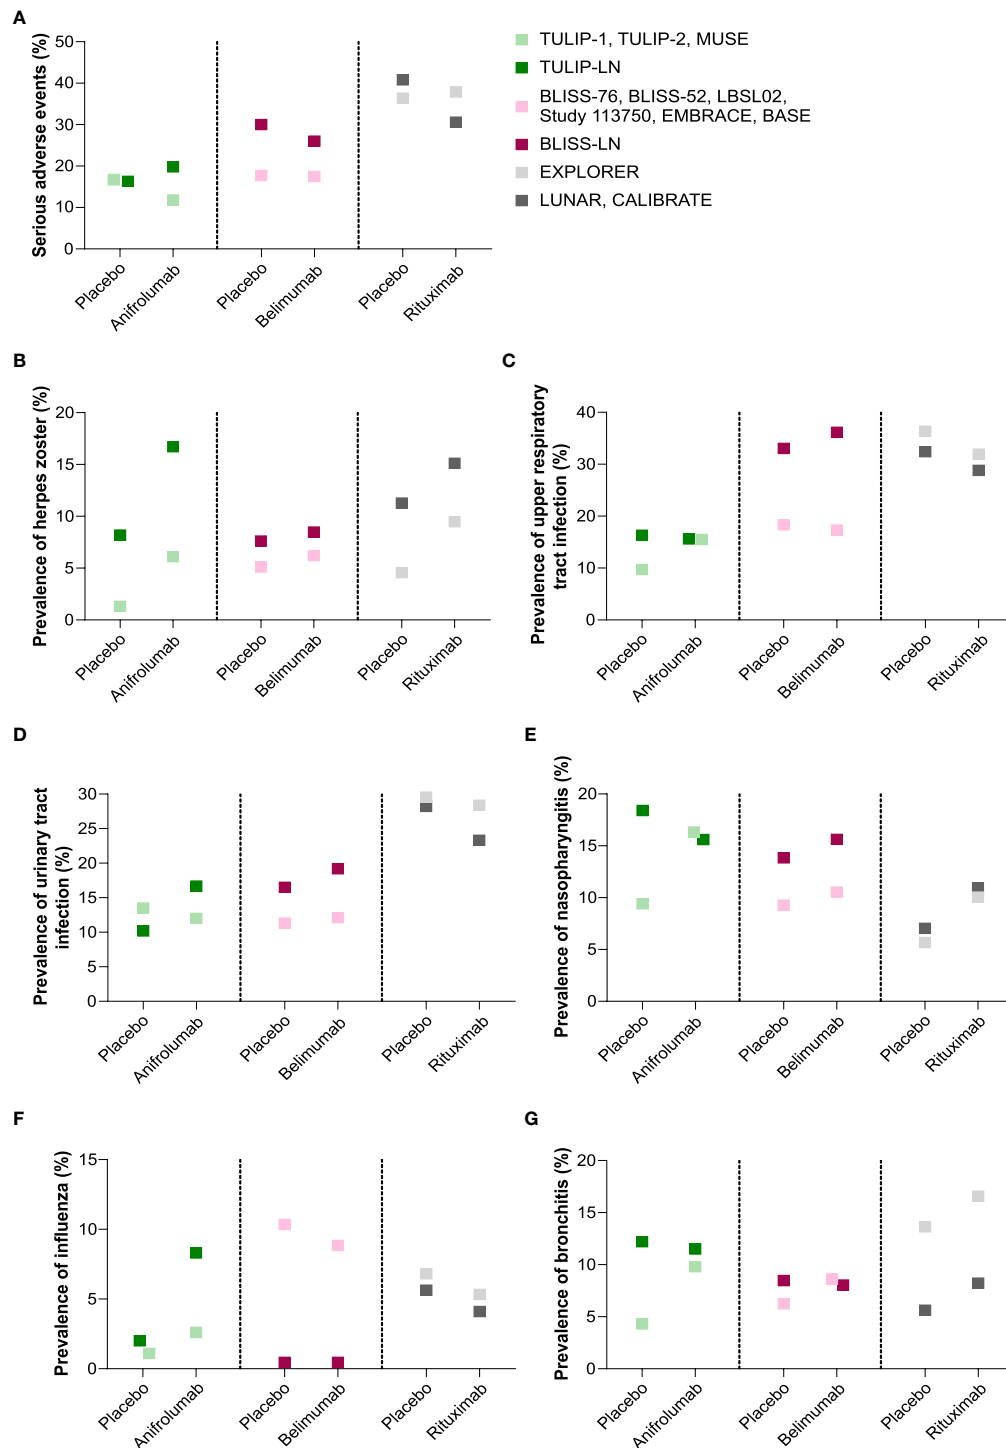 A
Serious adverse events (%)
50
40
30
20
10
0
Placebo
Anifrolumab
Placebo
Belimumab
Placebo
Rituximab
TULIP-1, TULIP-2, MUSE
TULIP-LN
BLISS-76, BLISS-52, LBSL02,
Study 113750, EMBRACE, BASE
BLISS-LN
EXPLORER
LUNAR, CALIBRATE
B
Prevalence of herpes zoster (%)
20
15
10
5
0
Placebo
Anifrolumab
Placebo
Belimumab
Placebo
Rituximab
C
Prevalence of upper respiratory
tract infection (%)
40
30
20
10
0
Placebo
Anifrolumab
Placebo
Belimumab
Placebo
Rituximab
D
Prevalence of urinary tract
infection (%)
30
25
20
15
10
5
0
Placebo
Anifrolumab
Placebo
Belimumab
Placebo
Rituximab
E
Prevalence of nasopharyngitis (%)
20
15
10
5
0
Placebo
Anifrolumab
Placebo
Belimumab
Placebo
Rituximab
F
Prevalence of influenza (%)
15
10
5
0
Placebo
Anifrolumab
Placebo
Belimumab
Placebo
Rituximab
G
Prevalence of bronchitis (%)
20
15
10
5
0
Placebo
Anifrolumab
Placebo
Belimumab
Placebo
Rituximab